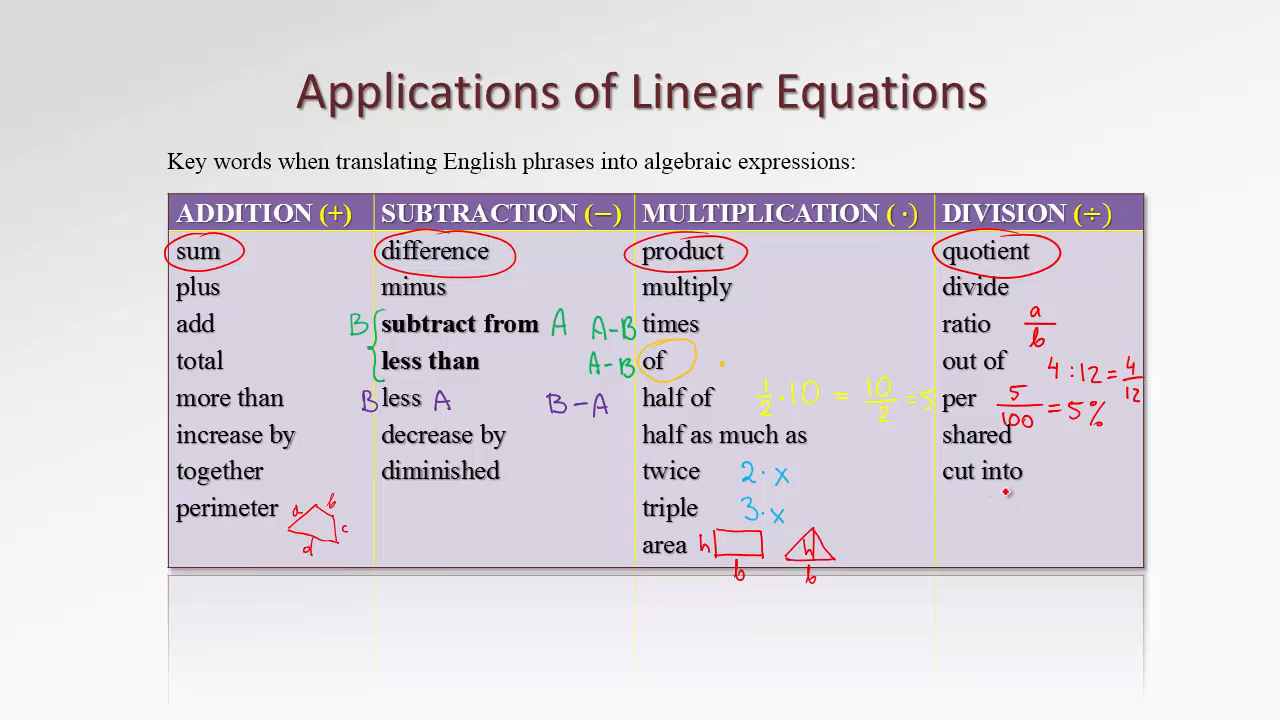 Applications of Linear Equations
Key words when translating English phrases into algebraic expressions:
ADDITION (+) SUBTRACTION (−) MULTIPLICATION (·) DIVISION (÷)
sum difference product quotient
plus minus multiply divide
add B subtract from A A-B times ratio a/b
total less than A-B of · out of 4:12=4/12
more than B less A B-A half of 1/2·10=10/2=5 per 5/100=5%
increase by decrease by half as much as shared
together diminished twice 2·x cut into
perimeter a b c d triple 3·x
area h b h b